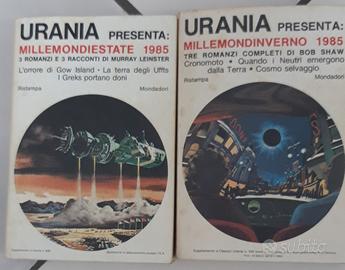 URANIA PRESENTA:
MILLEMONDIESTATE 1985
3 ROMANZI E 3 RACCONTI DI MURRAY LEINSTER
L'orrore di Gow Island • La terra degli Uffts
I Greks portano doni
Ristampa
Mondadori
URANIA PRESENTA:
MILLEMONDINVERNO 1985
TRE ROMANZI COMPLETI DI BOB SHAW
Cronomoto • Quando i Neutri emergono
dalla Terra • Cosmo selvaggio
Ristampa
Mondadori
subito